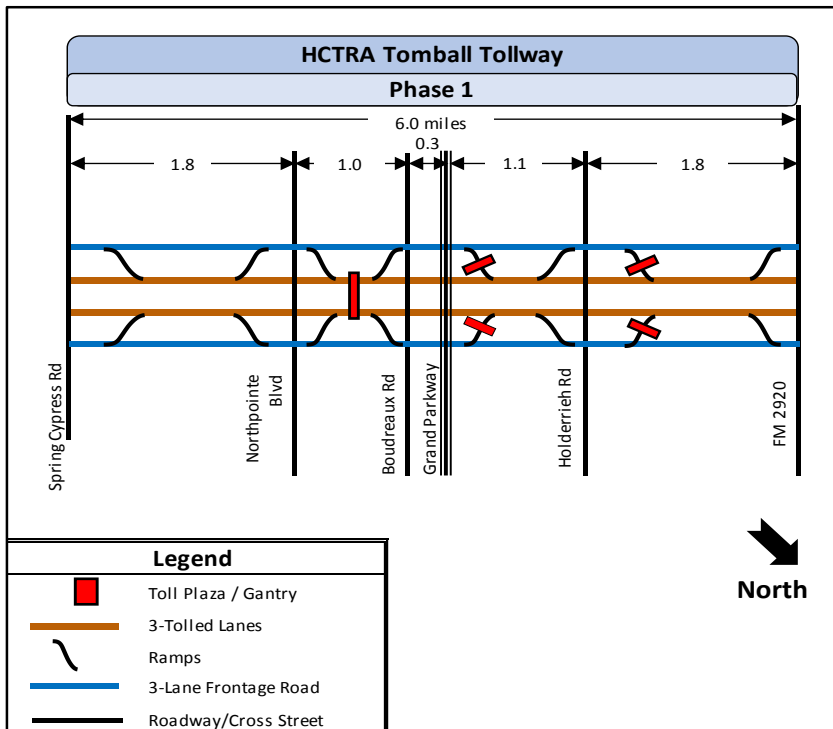 HCTRA Tomball Tollway
Phase 1
6.0 miles
0.3
1.8
1.0
1.1
1.8
Spring Cypress Rd
Northpointe
Blvd
Boudreaux Rd
Grand Parkway
Holderrieh Rd
FM 2920
North
Legend
Toll Plaza / Gantry
3-Tolled Lanes
Ramps
3-Lane Frontage Road
Roadway/Cross Street